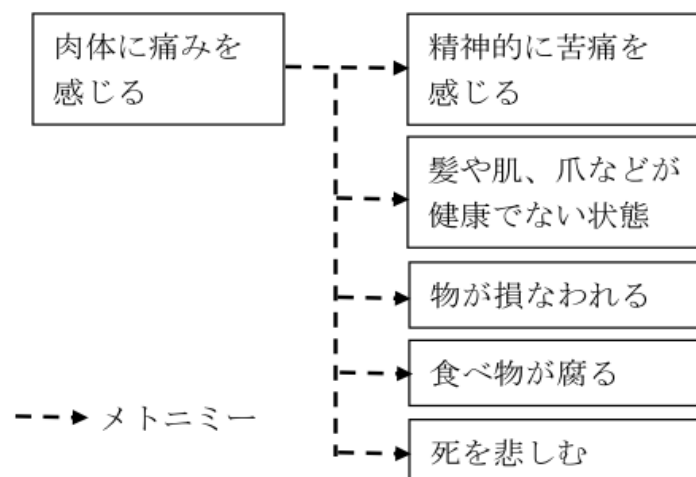 肉体に痛みを
感じる
精神的に苦痛を
感じる
髪や肌、爪などが
健康でない状態
物が損なわれる
食べ物が腐る
死を悲しむ
メトニミー